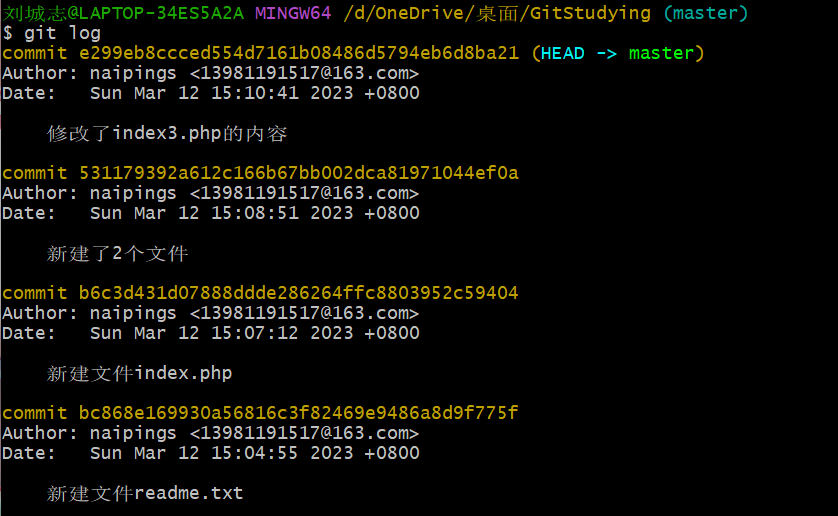 刘城志@LAPTOP-34ES5A2A MINGW64 /d/OneDrive/桌面/GitStudying (master)
$ git log
commit e299eb8ccced554d7161b08486d5794eb6d8ba21 (HEAD -> master)
Author: naipings <13981191517@163.com>
Date:   Sun Mar 12 15:10:41 2023 +0800
    修改了index3.php的内容
commit 531179392a612c166b67bb002dca81971044ef0a
Author: naipings <13981191517@163.com>
Date:   Sun Mar 12 15:08:51 2023 +0800
    新建了2个文件
commit b6c3d431d07888ddde286264ffc8803952c59404
Author: naipings <13981191517@163.com>
Date:   Sun Mar 12 15:07:12 2023 +0800
    新建文件index.php
commit bc868e169930a56816c3f82469e9486a8d9f775f
Author: naipings <13981191517@163.com>
Date:   Sun Mar 12 15:04:55 2023 +0800
    新建文件readme.txt